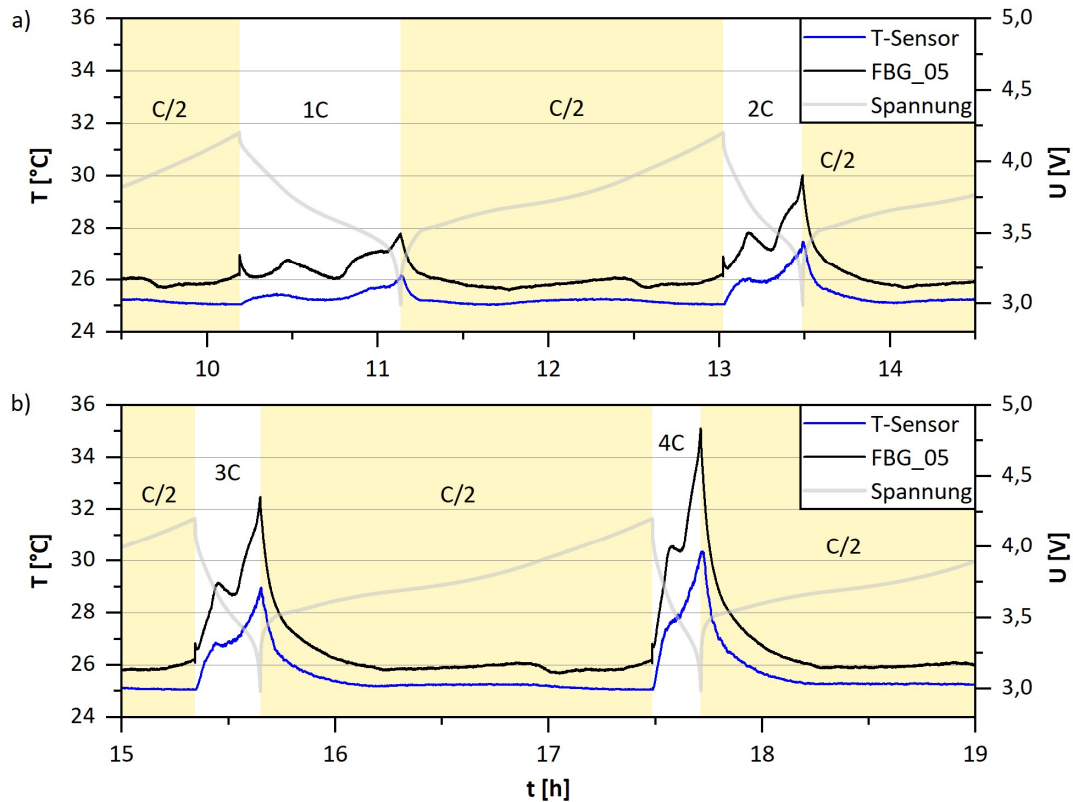 a)
T-Sensor
FBG_05
Spannung
C/2
1C
C/2
2C
C/2
36
34
32
30
28
26
24
T [°C]
5,0
4,5
4,0
3,5
3,0
U [V]
10 11 12 13 14
b)
T-Sensor
FBG_05
Spannung
C/2
3C
C/2
4C
C/2
36
34
32
30
28
26
24
T [°C]
5,0
4,5
4,0
3,5
3,0
U [V]
15 16 17 18 19
t [h]